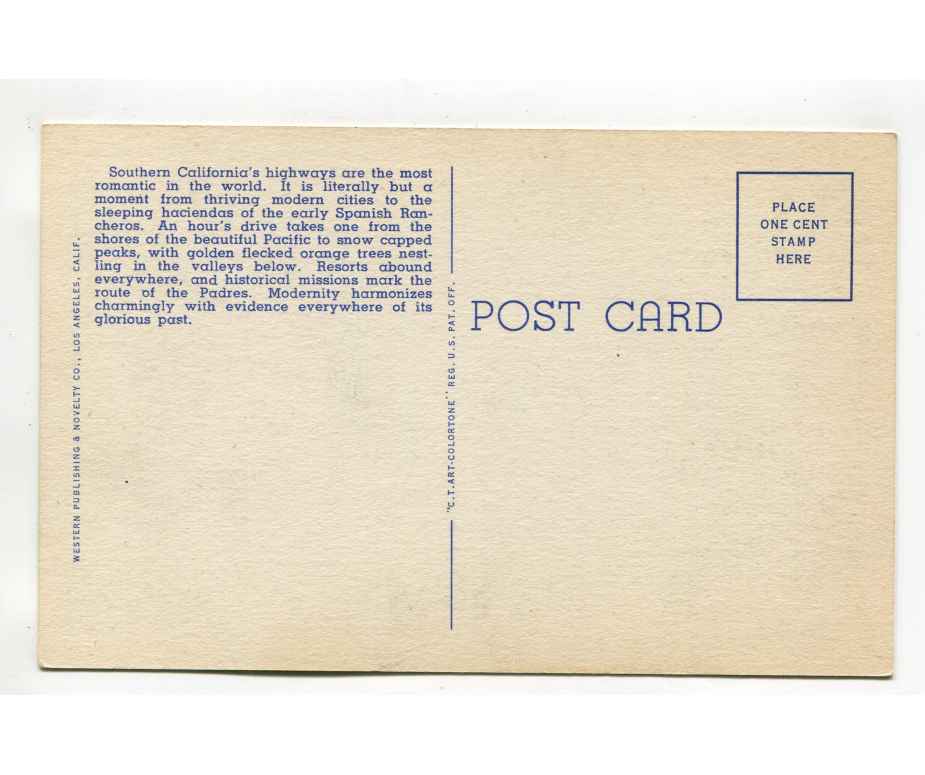 Southern California's highways are the most
romantic in the world. It is literally but a
moment from thriving modern cities to the
sleeping haciendas of the early Spanish Ran-
cheros. An hour's drive takes one from the
shores of the beautiful Pacific to snow capped
peaks, with golden flecked orange trees nest-
ling in the valleys below. Resorts abound
everywhere, and historical missions mark the
route of the Padres. Modernity harmonizes
charmingly with evidence everywhere of its
glorious past.
WESTERN PUBLISHING & NOVELTY CO., LOS ANGELES, CALIF.
"C.T. ART-COLORTONE" REG. U.S. PAT. OFF.
POST CARD
PLACE
ONE CENT
STAMP
HERE